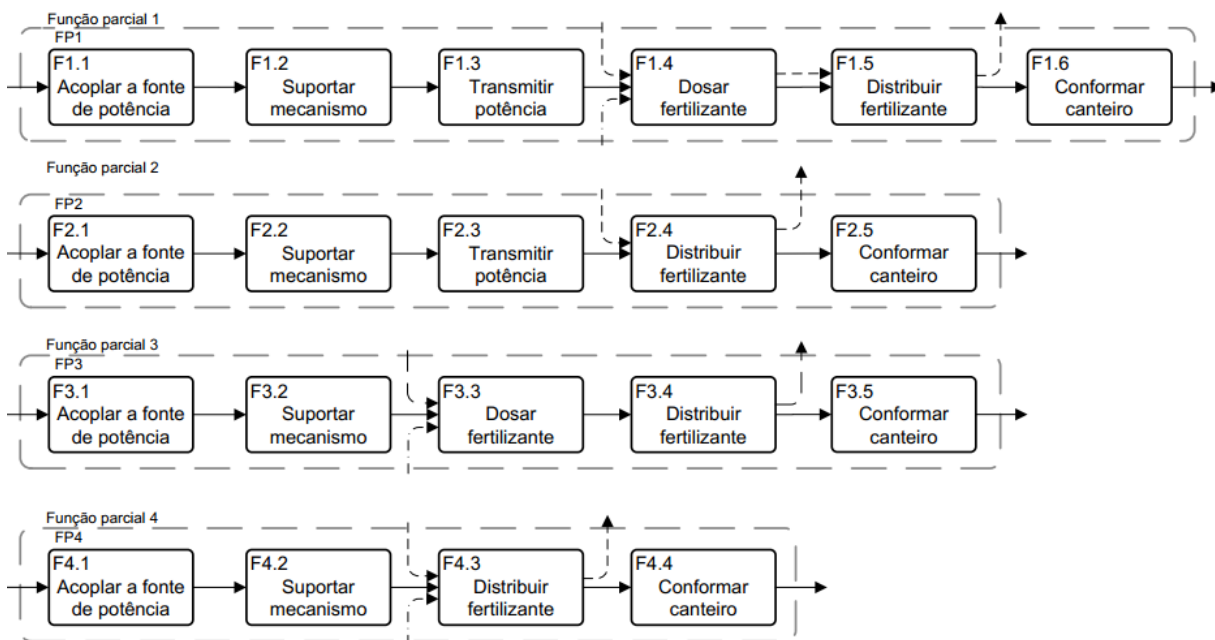 Função parcial 1
FP1
F1.1
Acoplar a fonte
de potência
F1.2
Suportar
mecanismo
F1.3
Transmitir
potência
F1.4
Dosar
fertilizante
F1.5
Distribuir
fertilizante
F1.6
Conformar
canteiro
Função parcial 2
FP2
F2.1
Acoplar a fonte
de potência
F2.2
Suportar
mecanismo
F2.3
Transmitir
potência
F2.4
Distribuir
fertilizante
F2.5
Conformar
canteiro
Função parcial 3
FP3
F3.1
Acoplar a fonte
de potência
F3.2
Suportar
mecanismo
F3.3
Dosar
fertilizante
F3.4
Distribuir
fertilizante
F3.5
Conformar
canteiro
Função parcial 4
FP4
F4.1
Acoplar a fonte
de potência
F4.2
Suportar
mecanismo
F4.3
Distribuir
fertilizante
F4.4
Conformar
canteiro